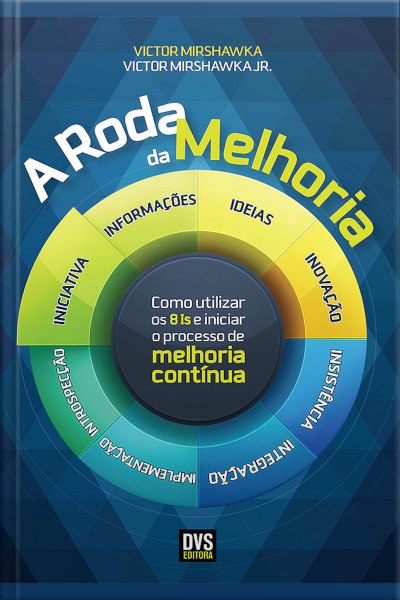 VICTOR MIRSHAWKA
VICTOR MIRSHAWKA JR.
A RODA
da Melhoria
INICIATIVA
INFORMAÇÕES
IDEIAS
INOVAÇÃO
INSISTÊNCIA
INTEGRAÇÃO
IMPLEMENTAÇÃO
INTROSPECÇÃO
Como utilizar
os 8 Is e iniciar
o processo de
melhoria
contínua
DVS
EDITORA